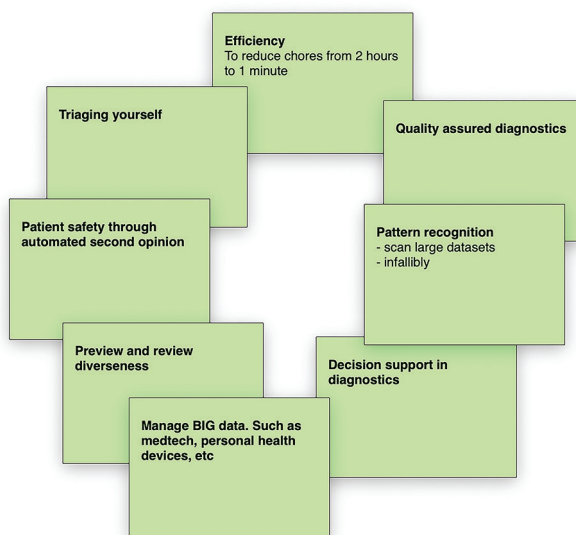 Efficiency
To reduce chores from 2 hours
to 1 minute
Triaging yourself
Quality assured diagnostics
Patient safety through
automated second opinion
Pattern recognition
- scan large datasets
- infallibly
Preview and review
diverseness
Decision support in
diagnostics
Manage BIG data. Such as
medtech, personal health
devices, etc